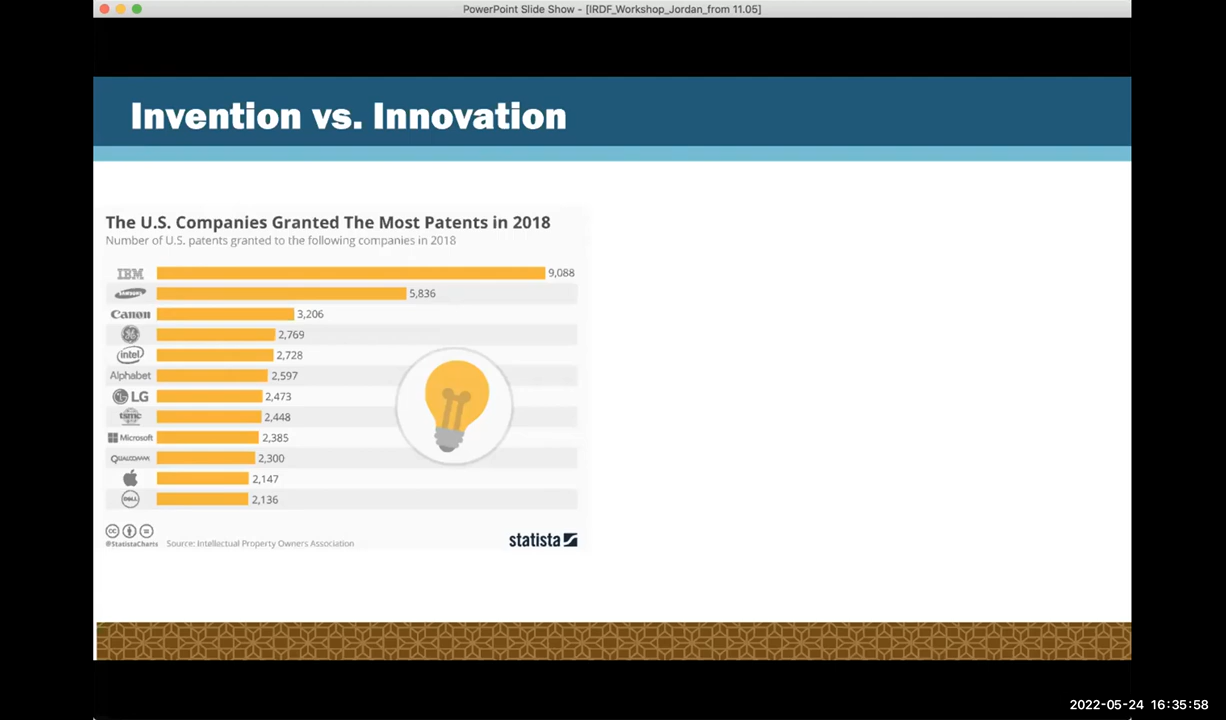 PowerPoint Slide Show - [IRDF_Workshop_Jordan_from 11.05]
Invention vs. Innovation
The U.S. Companies Granted The Most Patents in 2018
Number of U.S. patents granted to the following companies in 2018
IBM 9,088
SAMSUNG 5,836
Canon 3,206
GE 2,769
intel 2,728
Alphabet 2,597
LG 2,473
tsmc 2,448
Microsoft 2,385
QUALCOMM 2,300
2,147
DELL 2,136
cc
@StatistaCharts Source: Intellectual Property Owners Association
statista
2022-05-24 16:35:58